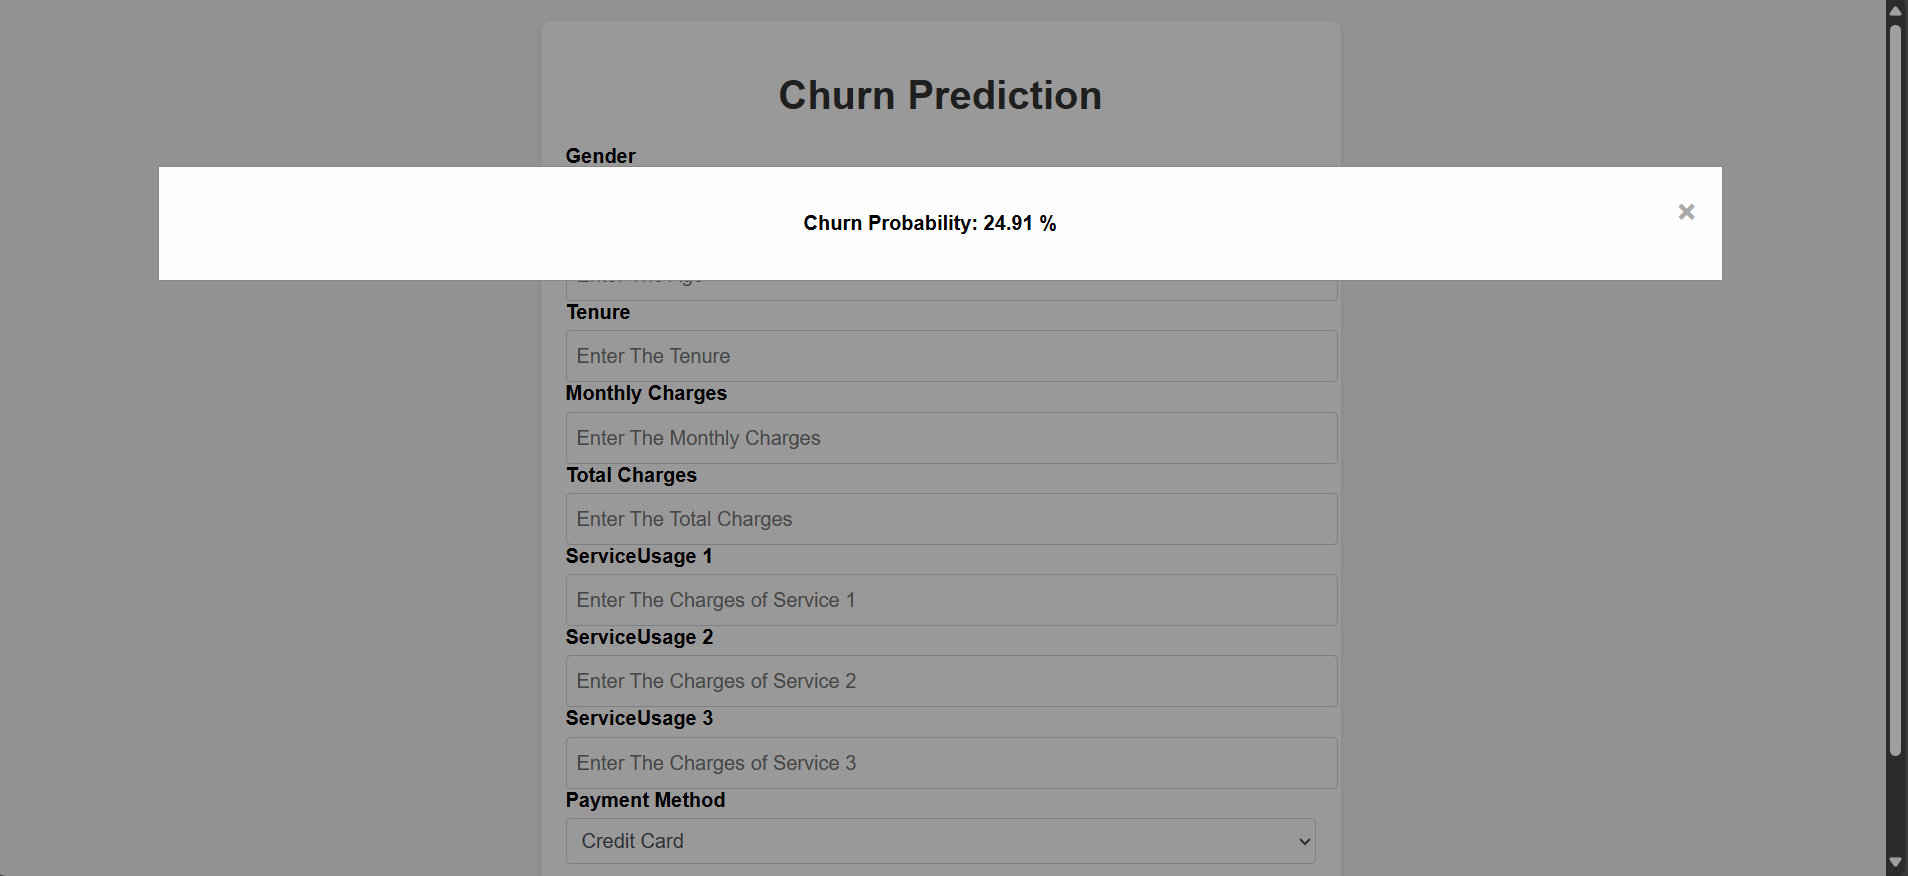 Churn Prediction
Gender
Churn Probability: 24.91 %
×
Tenure
Enter The Tenure
Monthly Charges
Enter The Monthly Charges
Total Charges
Enter The Total Charges
ServiceUsage 1
Enter The Charges of Service 1
ServiceUsage 2
Enter The Charges of Service 2
ServiceUsage 3
Enter The Charges of Service 3
Payment Method
Credit Card